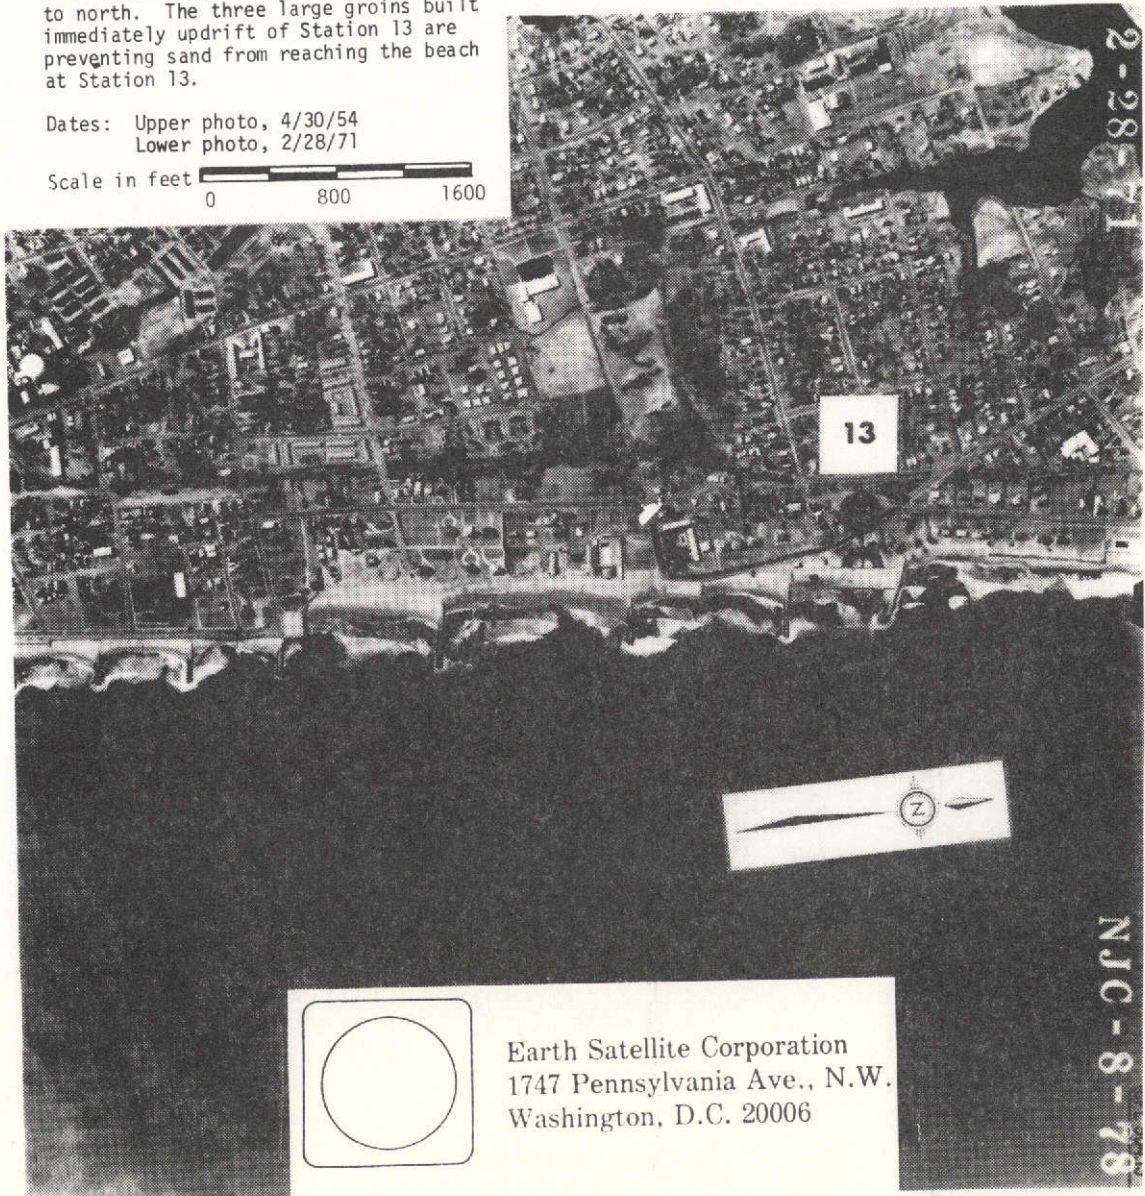 to north. The three large groins built
immediately updrift of Station 13 are
preventing sand from reaching the beach
at Station 13.
Dates: Upper photo, 4/30/54
Lower photo, 2/28/71
Scale in feet
0 800 1600
2-28-71
13
Z
NJC-8-78
Earth Satellite Corporation
1747 Pennsylvania Ave., N.W.
Washington, D.C. 20006